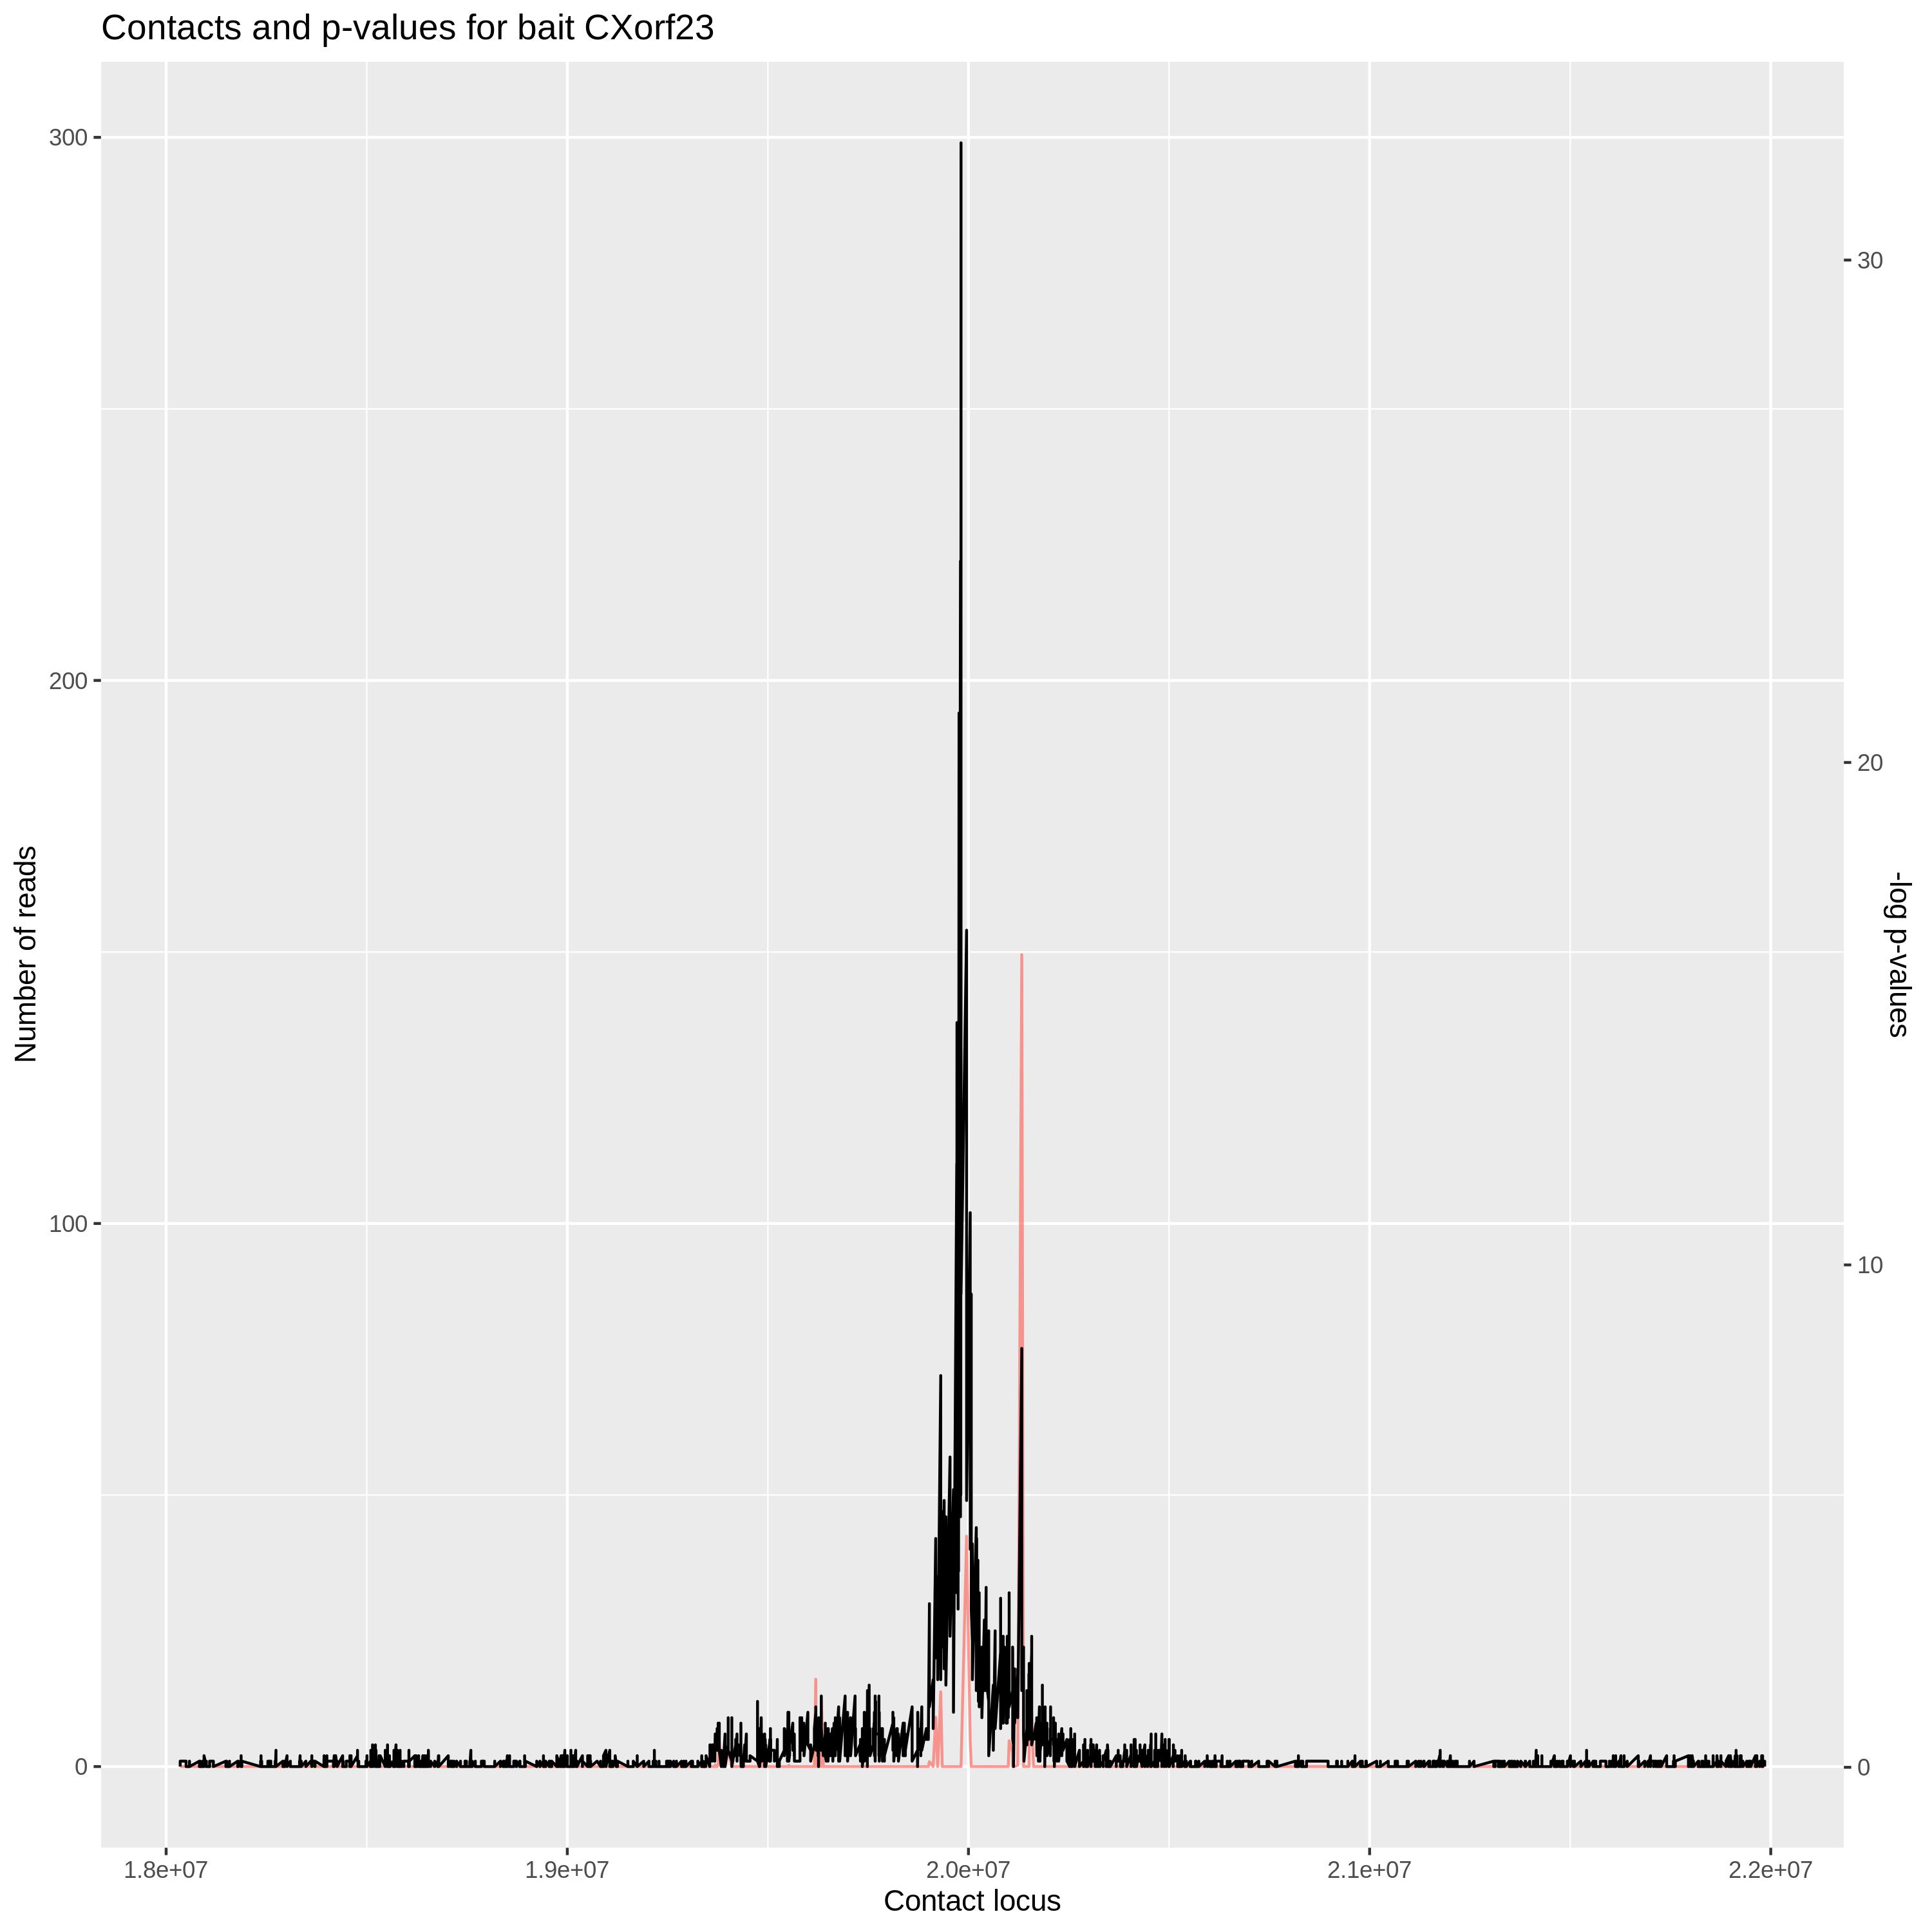 Contacts and p-values for bait CXorf23
300
200
100
0
Number of reads
30
20
10
0
-log p-values
1.8e+07
1.9e+07
2.0e+07
2.1e+07
2.2e+07
Contact locus